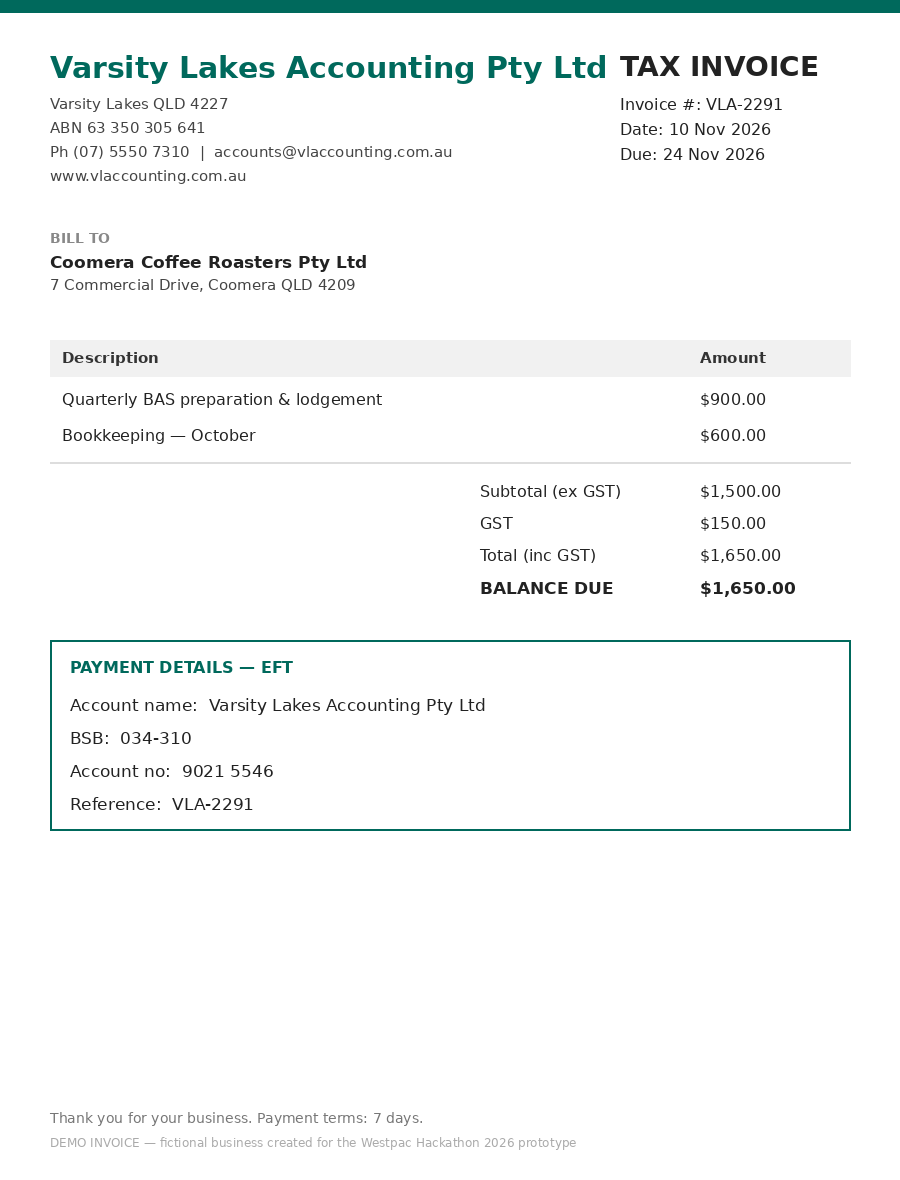 Varsity Lakes Accounting Pty Ltd
TAX INVOICE
Varsity Lakes QLD 4227
ABN 63 350 305 641
Ph (07) 5550 7310  |  accounts@vlaccounting.com.au
www.vlaccounting.com.au
Invoice #: VLA-2291
Date: 10 Nov 2026
Due: 24 Nov 2026
BILL TO
Coomera Coffee Roasters Pty Ltd
7 Commercial Drive, Coomera QLD 4209
Description Amount
Quarterly BAS preparation & lodgement $900.00
Bookkeeping — October $600.00
Subtotal (ex GST) $1,500.00
GST $150.00
Total (inc GST) $1,650.00
BALANCE DUE $1,650.00
PAYMENT DETAILS — EFT
Account name:  Varsity Lakes Accounting Pty Ltd
BSB:  034-310
Account no:  9021 5546
Reference:  VLA-2291
Thank you for your business. Payment terms: 7 days.
DEMO INVOICE — fictional business created for the Westpac Hackathon 2026 prototype